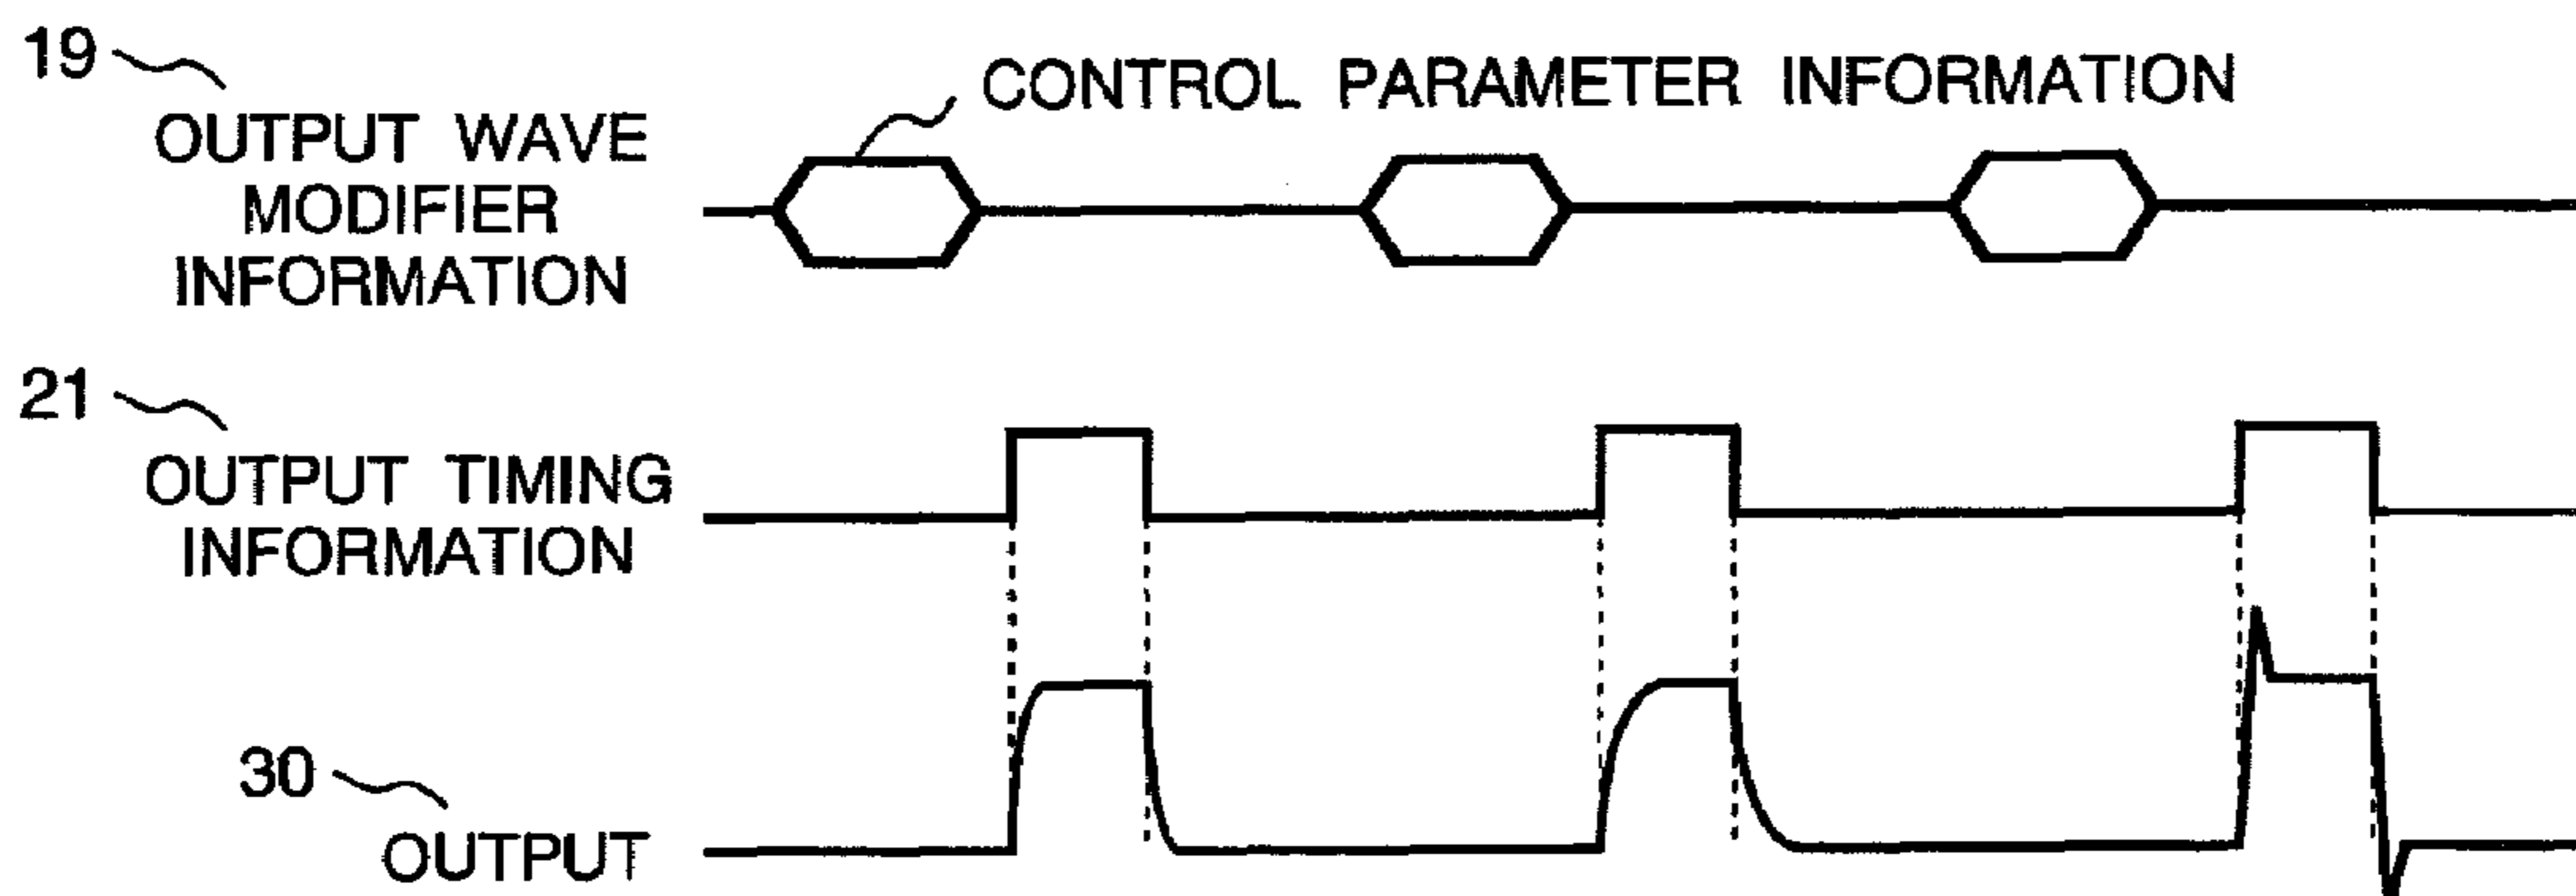 19
OUTPUT WAVE
MODIFIER
INFORMATION
CONTROL PARAMETER INFORMATION
21
OUTPUT TIMING
INFORMATION
30
OUTPUT